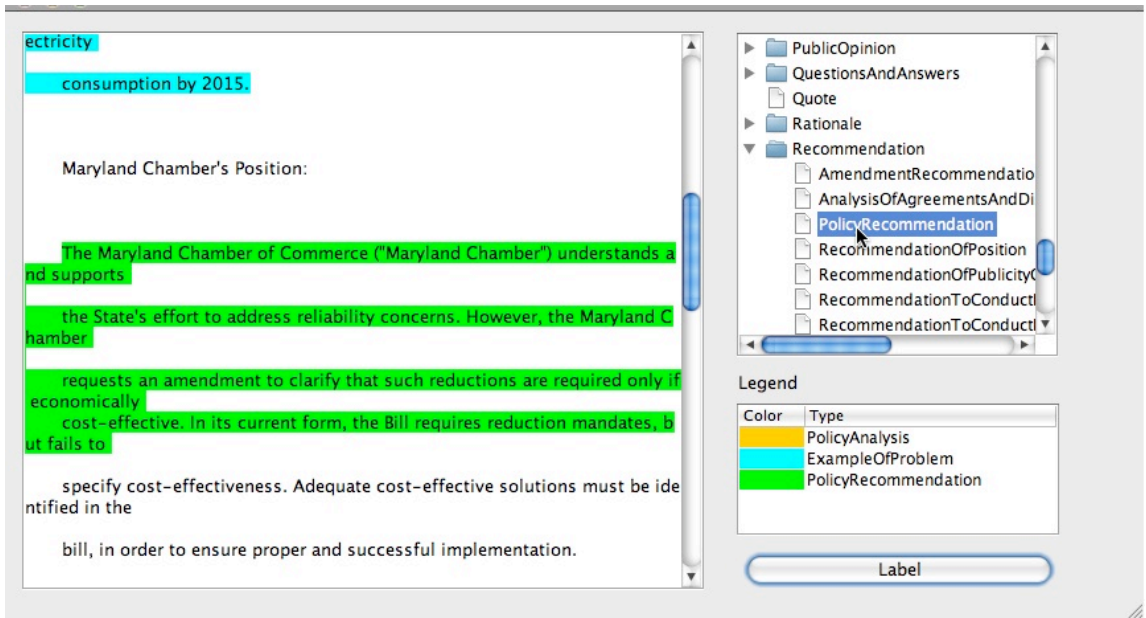 ectricity
consumption by 2015.
Maryland Chamber's Position:
The Maryland Chamber of Commerce ("Maryland Chamber") understands a
nd supports
the State's effort to address reliability concerns. However, the Maryland C
hamber
requests an amendment to clarify that such reductions are required only if
economically
cost-effective. In its current form, the Bill requires reduction mandates, b
ut fails to
specify cost-effectiveness. Adequate cost-effective solutions must be ide
ntified in the
bill, in order to ensure proper and successful implementation.
PublicOpinion
QuestionsAndAnswers
Quote
Rationale
Recommendation
AmendmentRecommendatio
AnalysisOfAgreementsAndDi
PolicyRecommendation
RecommendationOfPosition
RecommendationOfPublicity
RecommendationToConduct
RecommendationToConduct
Legend
Color Type
PolicyAnalysis
ExampleOfProblem
PolicyRecommendation
Label